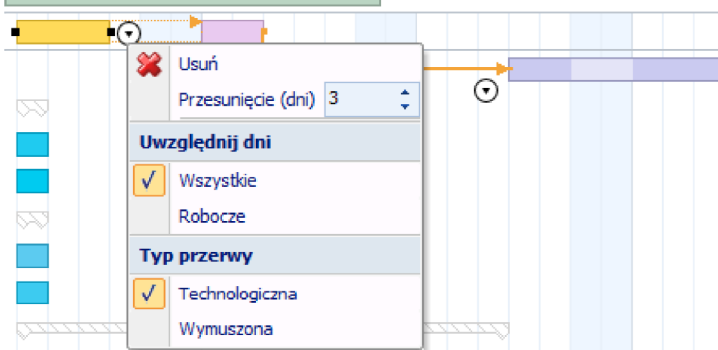 Usuń
Przesunięcie (dni) 3
Uwzględnij dni
Wszystkie
Robocze
Typ przerwy
Technologiczna
Wymuszona